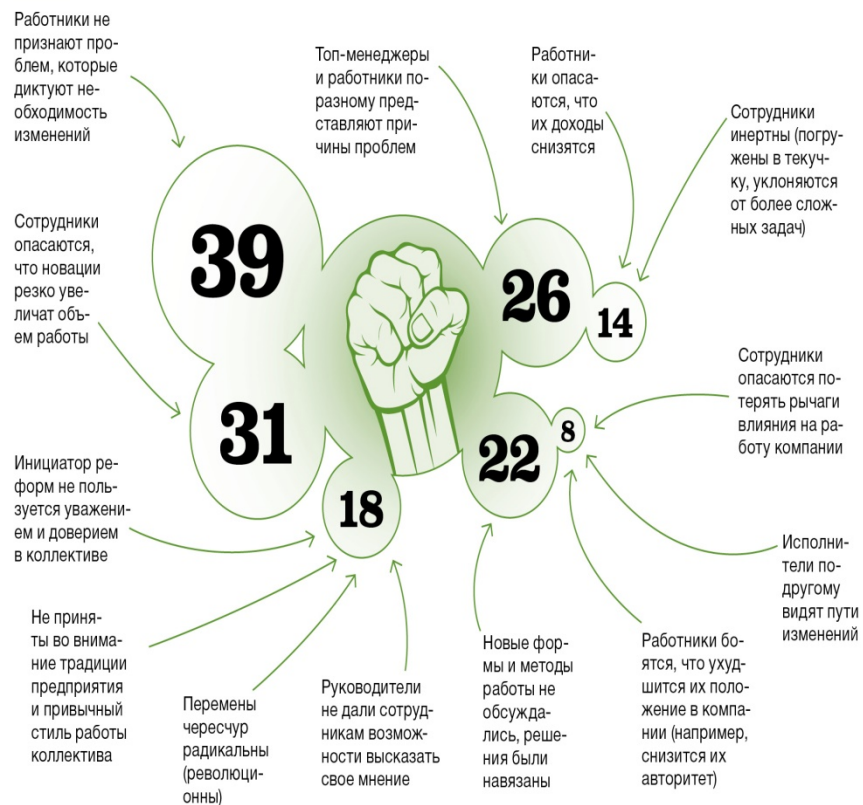 Работники не
признают про-
блем, которые
диктуют не-
обходимость
изменений
Топ-менеджеры
и работники по-
разному пред-
ставляют при-
чины проблем
Работни-
ки опаса-
ются, что
их доходы
снизятся
Сотрудники
инертны (погру-
жены в текуч-
ку, уклоняются
от более слож-
ных задач)
39
26
14
Сотрудники
опасаются,
что новации
резко уве-
личат объ-
ем работы
31
18
22
8
Сотрудники
опасаются по-
терять рычаги
влияния на ра-
боту компании
Инициатор ре-
форм не поль-
зуется уважени-
ем и доверием
в коллективе
Исполни-
тели по-
другому
видят пути
изменений
Не приня-
ты во внима-
ние традиции
предприятия
и привычный
стиль работы
коллектива
Перемены
чересчур
радикальны
(революци-
онны)
Руководители
не дали сотруд-
никам возмож-
ности высказать
свое мнение
Новые фор-
мы и методы
работы не
обсужда-
лись, реше-
ния были
навязаны
Работники бо-
ятся, что ухуд-
шится их поло-
жение в компа-
нии (например,
снизится их
авторитет)